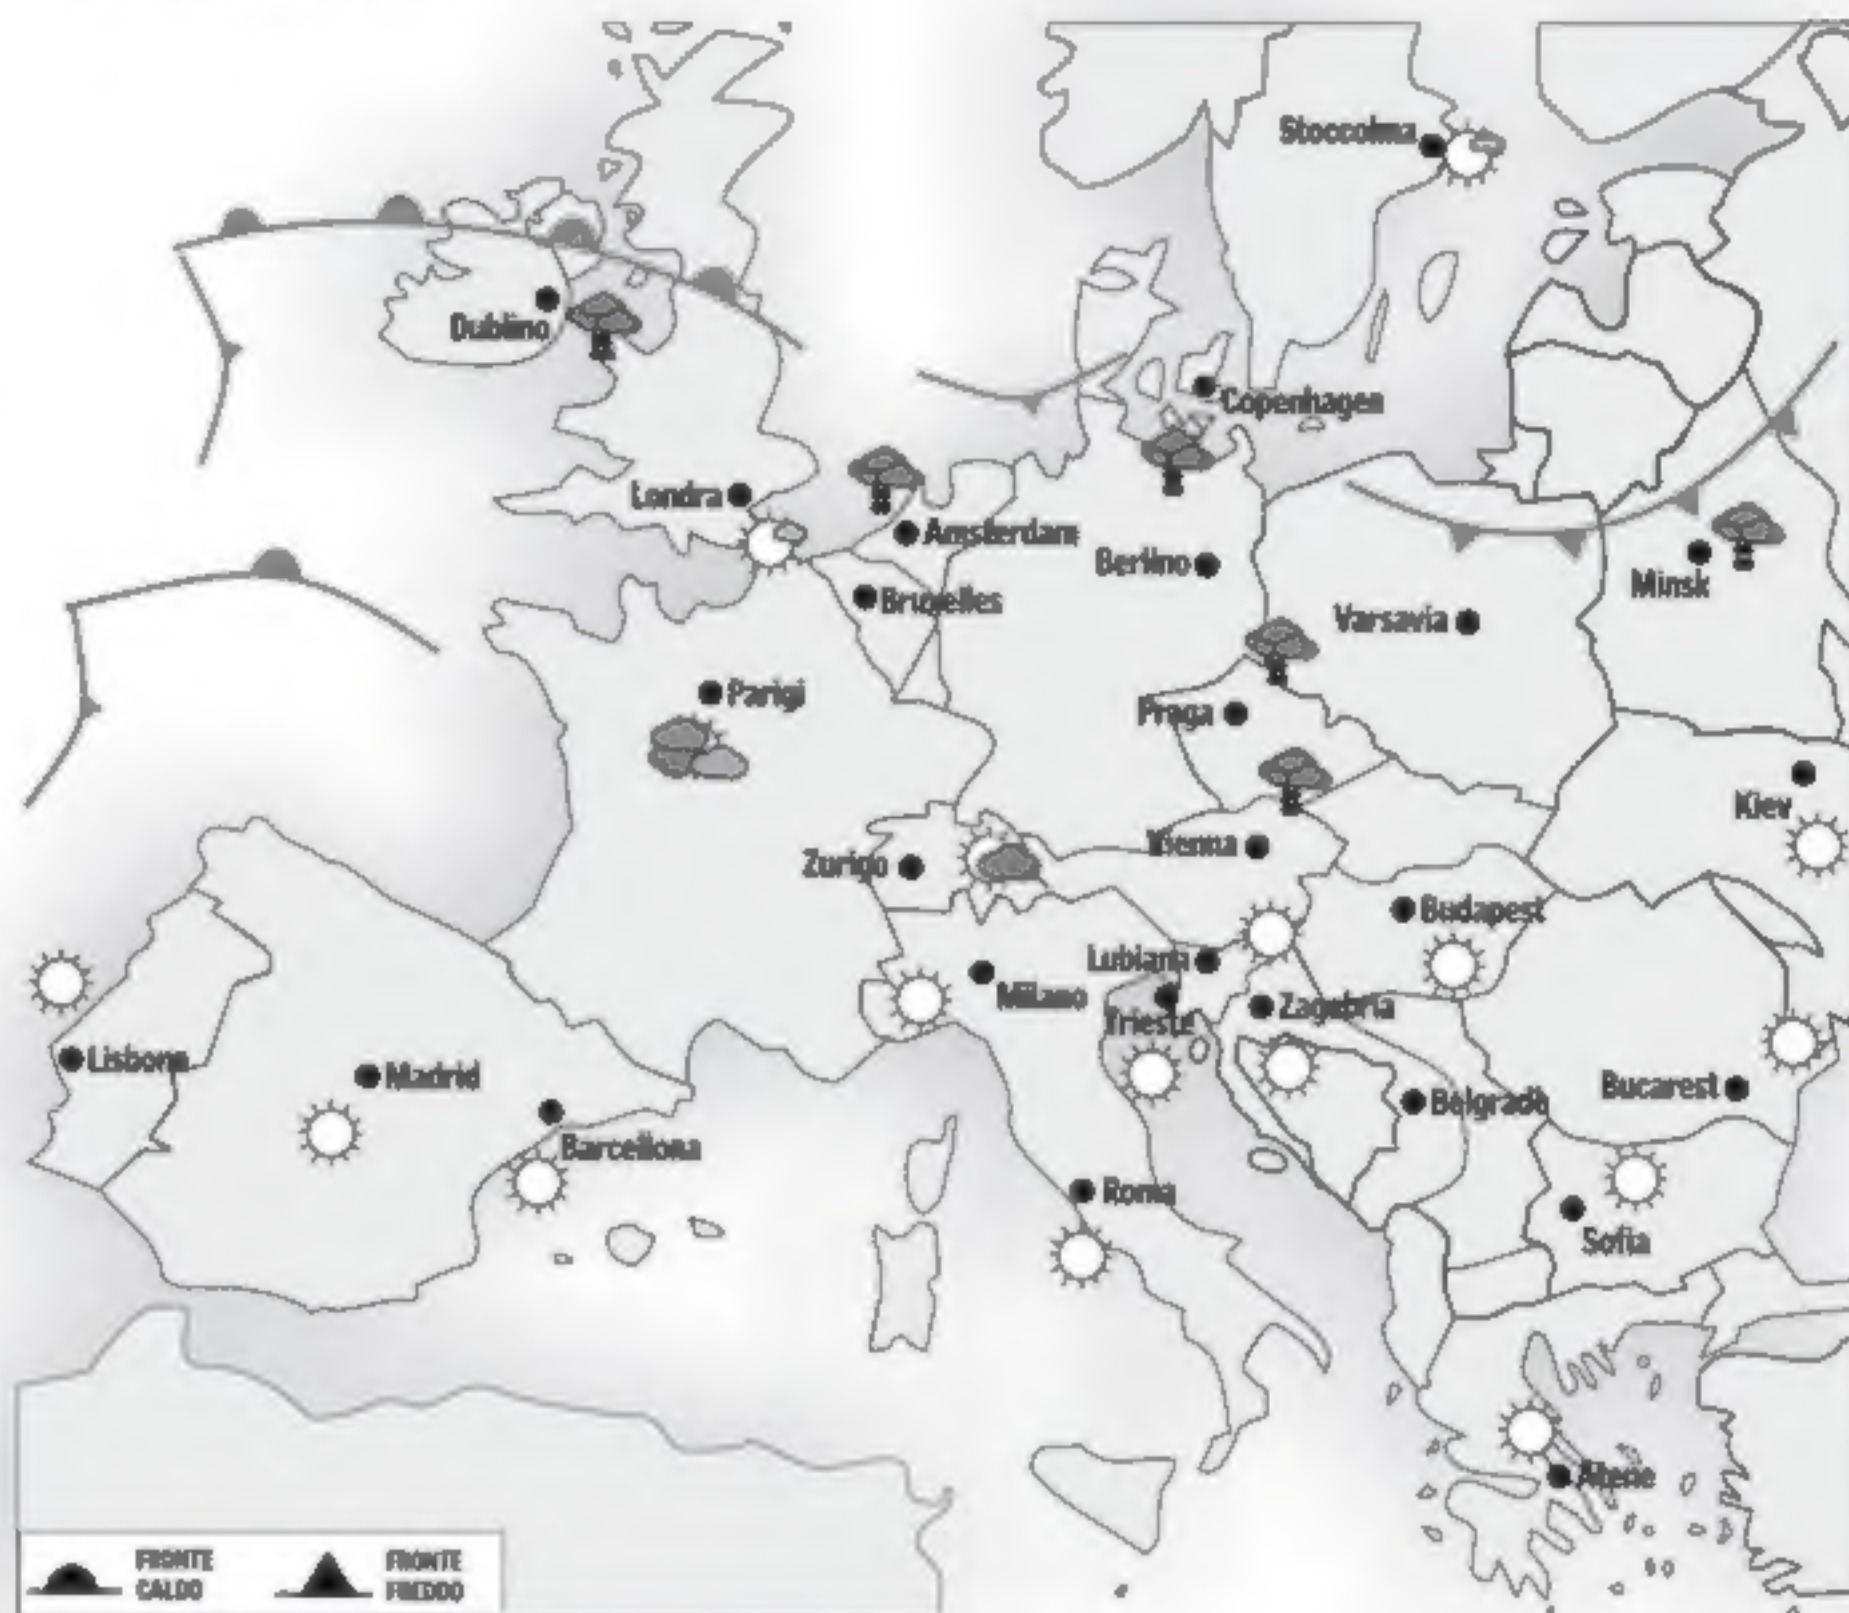 Stoccolma
Dublino
Copenhagen
Londra
Amsterdam
Berlino
Bruxelles
Varsavia
Minsk
Parigi
Praga
Kiev
Vienna
Zurigo
Budapest
Lubiana
Milano
Trieste
Zagabria
Lisbona
Madrid
Belgrado
Bucarest
Barcellona
Roma
Sofia
Atene
FRONTE
CALDO
FRONTE
FREDDO